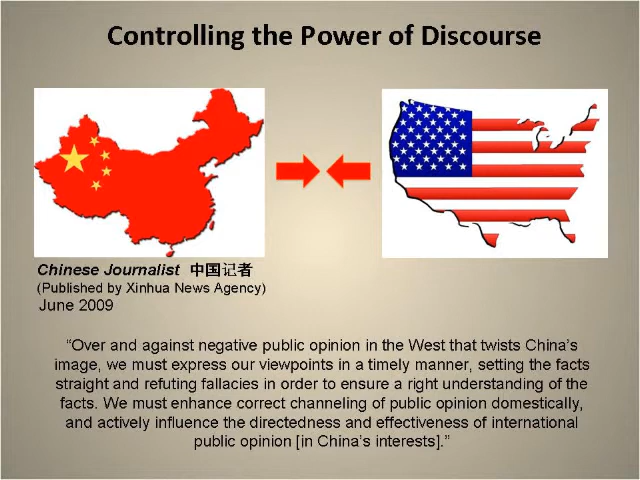 Controlling the Power of Discourse
Chinese Journalist 中国记者
(Published by Xinhua News Agency)
June 2009
“Over and against negative public opinion in the West that twists China’s
image, we must express our viewpoints in a timely manner, setting the facts
straight and refuting fallacies in order to ensure a right understanding of the
facts. We must enhance correct channeling of public opinion domestically,
and actively influence the directedness and effectiveness of international
public opinion [in China’s interests].”